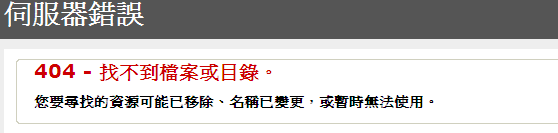 伺服器錯誤
404 - 找不到檔案或目錄。
您要尋找的資源可能已移除、名稱已變更，或暫時無法使用。